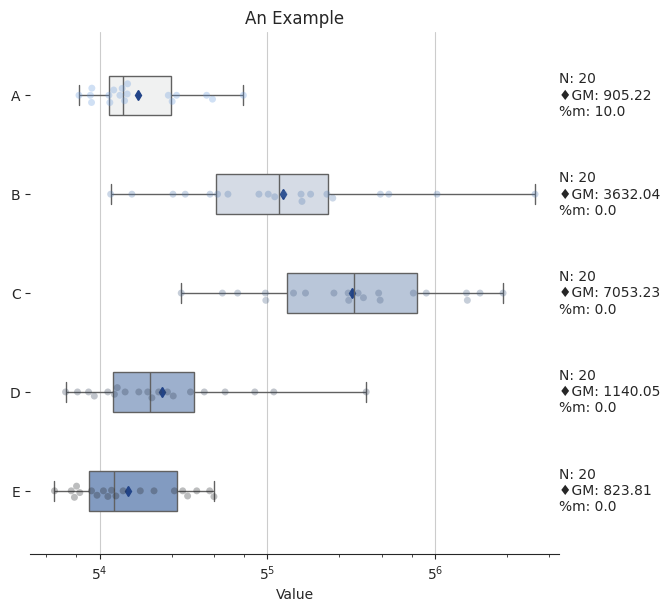 An Example
A
N: 20
♦GM: 905.22
%m: 10.0
B
N: 20
♦GM: 3632.04
%m: 0.0
C
N: 20
♦GM: 7053.23
%m: 0.0
D
N: 20
♦GM: 1140.05
%m: 0.0
E
N: 20
♦GM: 823.81
%m: 0.0
5⁴ 5⁵ 5⁶
Value